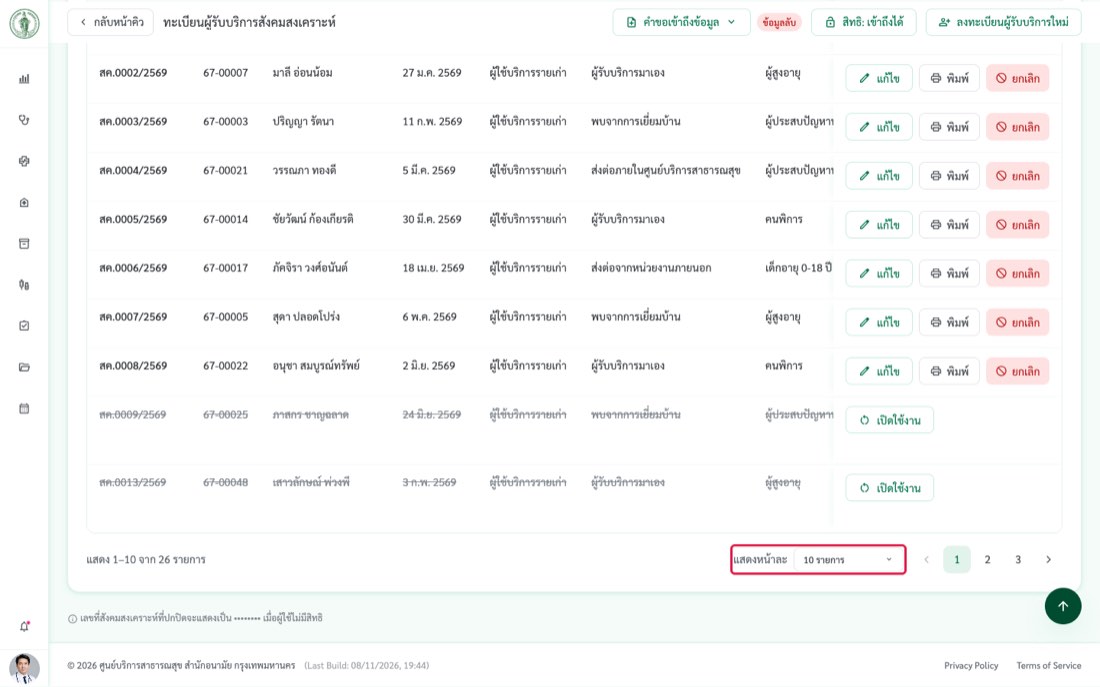 กลับหน้าคิว ทะเบียนผู้รับบริการสังคมสงเคราะห์ คำขอเข้าถึงข้อมูล ข้อมูลลับ สิทธิ: เข้าถึงได้ ลงทะเบียนผู้รับบริการใหม่
สค.0002/2569 67-00007 มาลี อ่อนน้อม 27 ม.ค. 2569 ผู้ใช้บริการรายเก่า ผู้รับบริการมาเอง ผู้สูงอายุ แก้ไข พิมพ์ ยกเลิก
สค.0003/2569 67-00003 ปริญญา รัตนา 11 ก.พ. 2569 ผู้ใช้บริการรายเก่า พบจากการเยี่ยมบ้าน ผู้ประสบปัญหา แก้ไข พิมพ์ ยกเลิก
สค.0004/2569 67-00021 วรรณภา ทองดี 5 มี.ค. 2569 ผู้ใช้บริการรายเก่า ส่งต่อภายในศูนย์บริการสาธารณสุข ผู้ประสบปัญหา แก้ไข พิมพ์ ยกเลิก
สค.0005/2569 67-00014 ชัยวัฒน์ ก้องเกียรติ 30 มี.ค. 2569 ผู้ใช้บริการรายเก่า ผู้รับบริการมาเอง คนพิการ แก้ไข พิมพ์ ยกเลิก
สค.0006/2569 67-00017 ภัคจิรา วงศ์อนันต์ 18 เม.ย. 2569 ผู้ใช้บริการรายเก่า ส่งต่อจากหน่วยงานภายนอก เด็กอายุ 0-18 ปี แก้ไข พิมพ์ ยกเลิก
สค.0007/2569 67-00005 สุดา ปลอดโปร่ง 6 พ.ค. 2569 ผู้ใช้บริการรายเก่า พบจากการเยี่ยมบ้าน ผู้สูงอายุ แก้ไข พิมพ์ ยกเลิก
สค.0008/2569 67-00022 อนุชา สมบูรณ์ทรัพย์ 2 มิ.ย. 2569 ผู้ใช้บริการรายเก่า ผู้รับบริการมาเอง คนพิการ แก้ไข พิมพ์ ยกเลิก
สค.0009/2569 67-00025 ภาสกร ชาญฉลาด 24 มิ.ย. 2569 ผู้ใช้บริการรายเก่า พบจากการเยี่ยมบ้าน ผู้ประสบปัญหา เปิดใช้งาน
สค.0013/2569 67-00048 เสาวลักษณ์ พ่วงพี 3 ก.พ. 2569 ผู้ใช้บริการรายเก่า ผู้รับบริการมาเอง ผู้สูงอายุ เปิดใช้งาน
แสดง 1–10 จาก 26 รายการ แสดงหน้าละ 10 รายการ 1 2 3
เลขที่สังคมสงเคราะห์ที่ปกปิดจะแสดงเป็น •••••••• เมื่อผู้ใช้ไม่มีสิทธิ
© 2026 ศูนย์บริการสาธารณสุข สำนักอนามัย กรุงเทพมหานคร (Last Build: 08/11/2026, 19:44) Privacy Policy Terms of Service